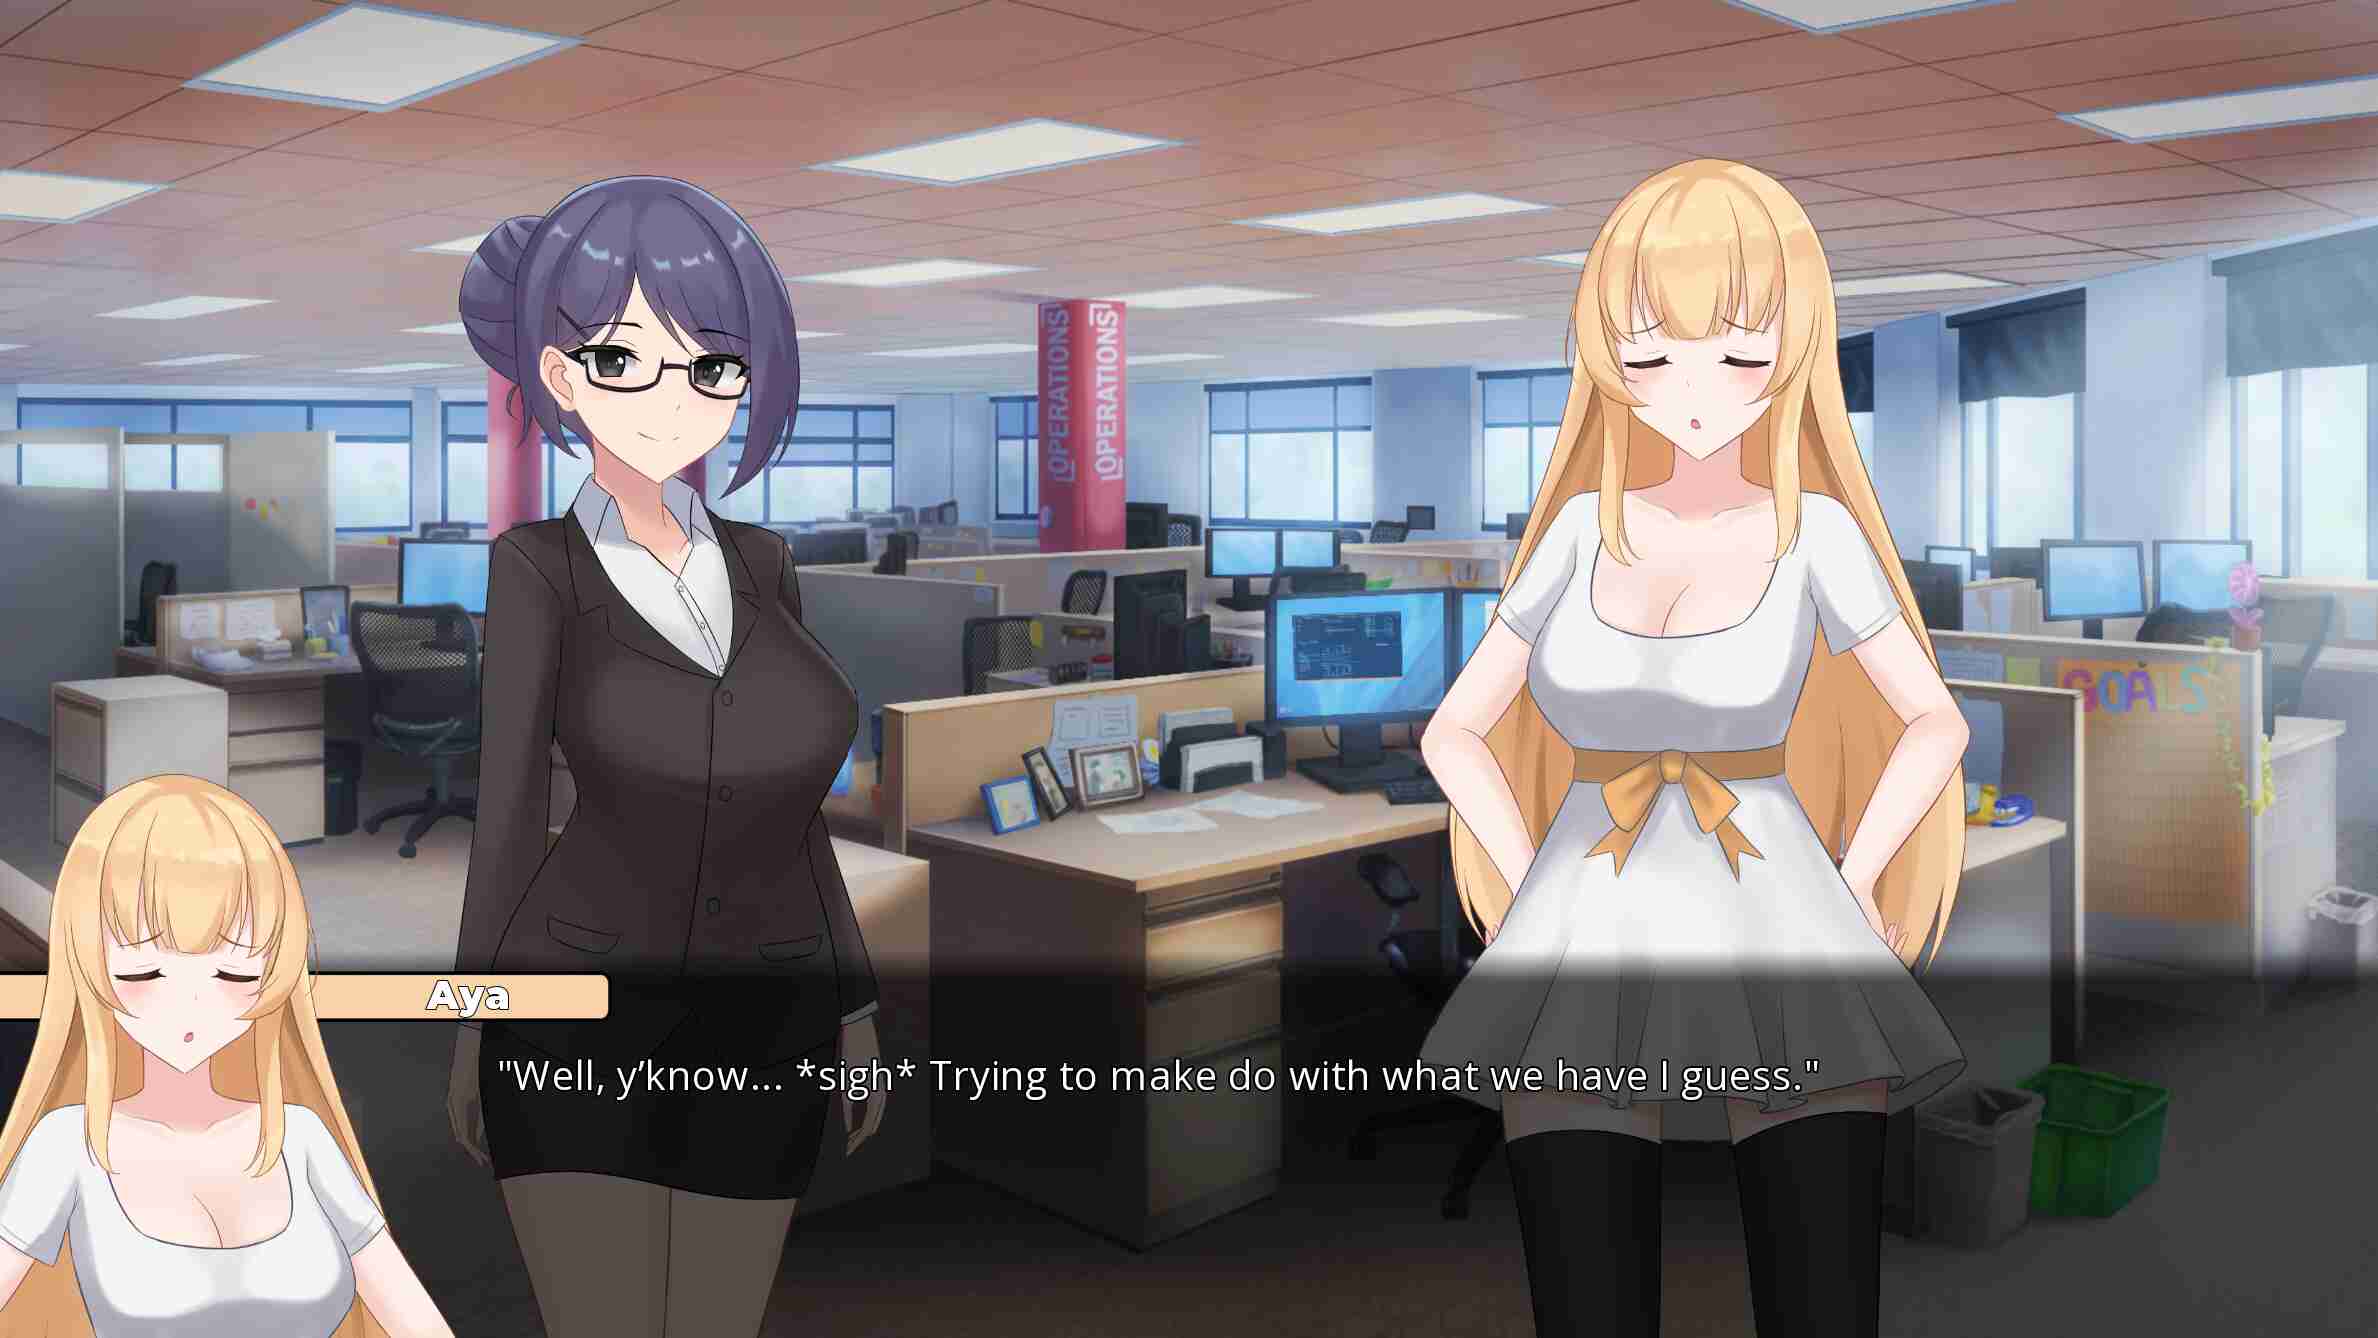 [OPERATIONS]
[OPERATIONS]
GOALS
Aya
"Well, y’know... *sigh* Trying to make do with what we have I guess."